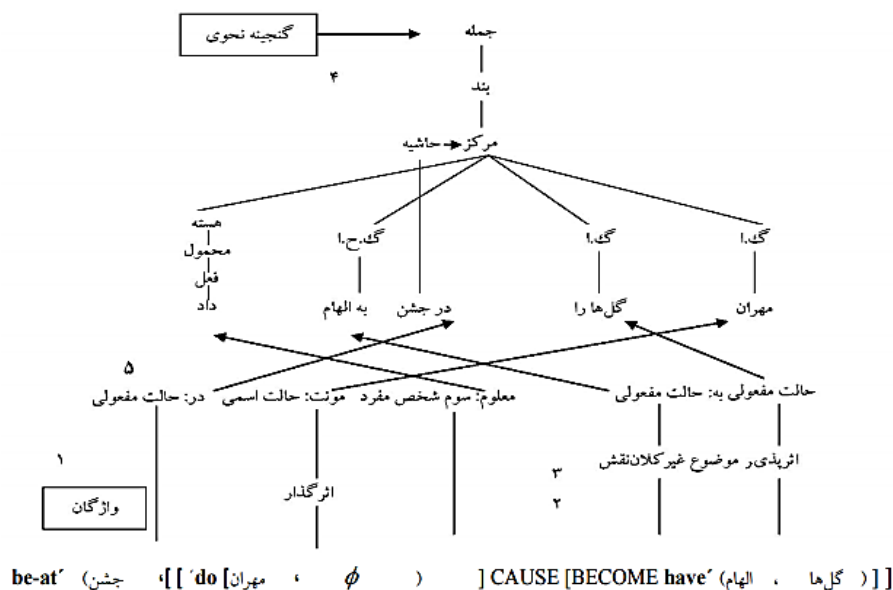 گنجینه نحوی جمله
۴
بند
مرکز حاشیه
هسته
گ.ا گ.ا گ.ح.ا محمول
فعل
مهران گل‌ها را در جشن به الهام داد
۵
حالت مفعولی به: حالت مفعولی معلوم: سوم شخص مفرد مونث: حالت اسمی در: حالت مفعولی
۱
اثرپذیر موضوع غیرکلان‌نقش ۳
اثرگذار
۲
واژگان
be-at´ (جشن ،[[ ´do [مهران ، ϕ ) ] CAUSE [BECOME have´ (الهام ، گل‌ها )] ]